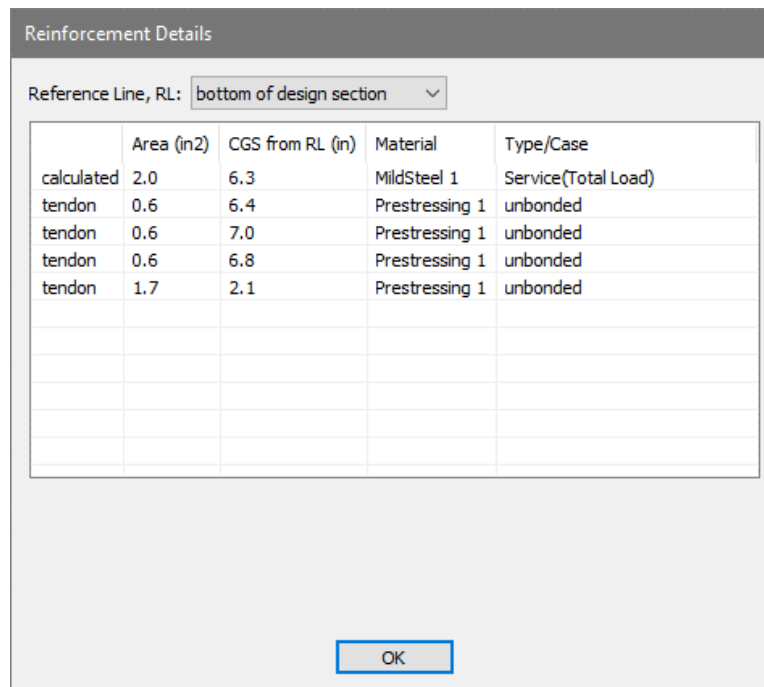 Reinforcement Details
Reference Line, RL: bottom of design section
Area (in2) CGS from RL (in) Material Type/Case
calculated 2.0 6.3 MildSteel 1 Service(Total Load)
tendon 0.6 6.4 Prestressing 1 unbonded
tendon 0.6 7.0 Prestressing 1 unbonded
tendon 0.6 6.8 Prestressing 1 unbonded
tendon 1.7 2.1 Prestressing 1 unbonded
OK